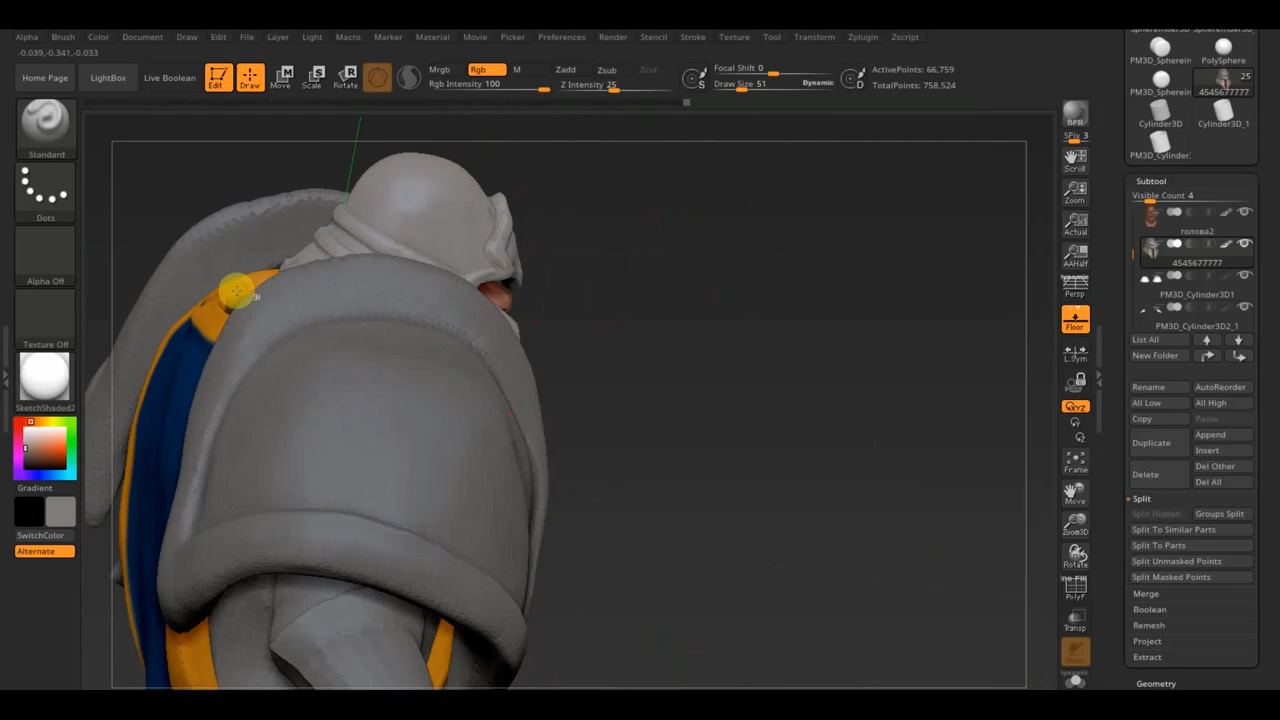 Alpha Brush Color Document Draw Edit File Layer Light Macro Marker Material Movie Picker Preferences Render Stencil Stroke Texture Tool Transform Zplugin Zscript
-0.039,-0.341,-0.033
Home Page LightBox Live Boolean Edit Draw Move Scale Rotate
Mrgb Rgb M
Rgb Intensity 100
Zadd Zsub Zcut
Z Intensity 25
Focal Shift 0
Draw Size 51 Dynamic
S D
ActivePoints: 66,759
TotalPoints: 758,524
Standard
Dots
Alpha Off
Texture Off
SketchShaded2
Gradient
SwitchColor
Alternate
BPR
SPix 3
Scroll
Zoom
Actual
AAHalf
Dynamic
Persp
Floor
L.Sym
XYZ
Frame
Move
Zoom3D
Rotate
PolyF
Transp
PolySphere
PM3D_Spherein
25
PM3D_Spherein 4545677777
Cylinder3D Cylinder3D_1
PM3D_Cylinder:
Subtool
Visible Count 4
голова2
4545677777
PM3D_Cylinder3D1
PM3D_Cylinder3D2_1
List All
New Folder
Rename AutoReorder
All Low All High
Copy Paste
Duplicate Append
Insert
Delete Del Other
Del All
Split
Split Hidden Groups Split
Split To Similar Parts
Split To Parts
Split Unmasked Points
Split Masked Points
Merge
Boolean
Remesh
Project
Extract
Geometry